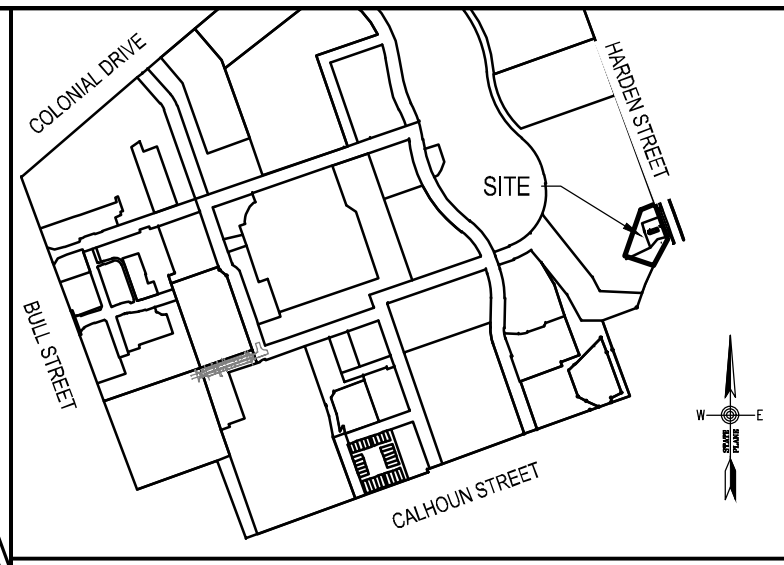 COLONIAL DRIVE
HARDEN STREET
SITE
BULL STREET
W E
STATE
PLANE
CALHOUN STREET